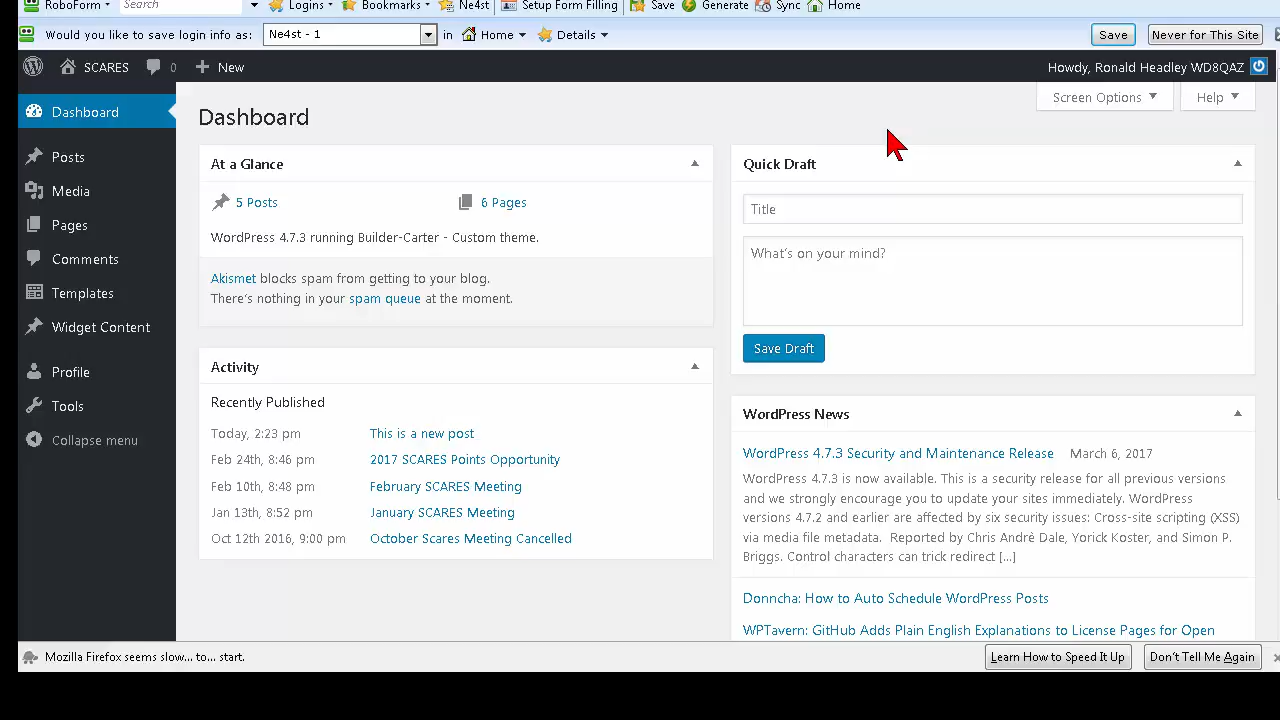 RoboForm Search Logins Bookmarks Ne4st Setup Form Filling Save Generate Sync Home
Would you like to save login info as: Ne4st - 1 in Home Details Save Never for This Site
SCARES 0 New Howdy, Ronald Headley WD8QAZ
Screen Options Help
Dashboard
Posts
Media
Pages
Comments
Templates
Widget Content
Profile
Tools
Collapse menu
Dashboard
At a Glance
5 Posts 6 Pages
WordPress 4.7.3 running Builder-Carter - Custom theme.
Akismet blocks spam from getting to your blog.
There's nothing in your spam queue at the moment.
Activity
Recently Published
Today, 2:23 pm This is a new post
Feb 24th, 8:46 pm 2017 SCARES Points Opportunity
Feb 10th, 8:48 pm February SCARES Meeting
Jan 13th, 8:52 pm January SCARES Meeting
Oct 12th 2016, 9:00 pm October Scares Meeting Cancelled
Quick Draft
Title
What's on your mind?
Save Draft
WordPress News
WordPress 4.7.3 Security and Maintenance Release March 6, 2017
WordPress 4.7.3 is now available. This is a security release for all previous versions
and we strongly encourage you to update your sites immediately. WordPress
versions 4.7.2 and earlier are affected by six security issues: Cross-site scripting (XSS)
via media file metadata.  Reported by Chris Andrè Dale, Yorick Koster, and Simon P.
Briggs. Control characters can trick redirect [...]
Donncha: How to Auto Schedule WordPress Posts
WPTavern: GitHub Adds Plain English Explanations to License Pages for Open
Mozilla Firefox seems slow... to... start. Learn How to Speed It Up Don't Tell Me Again